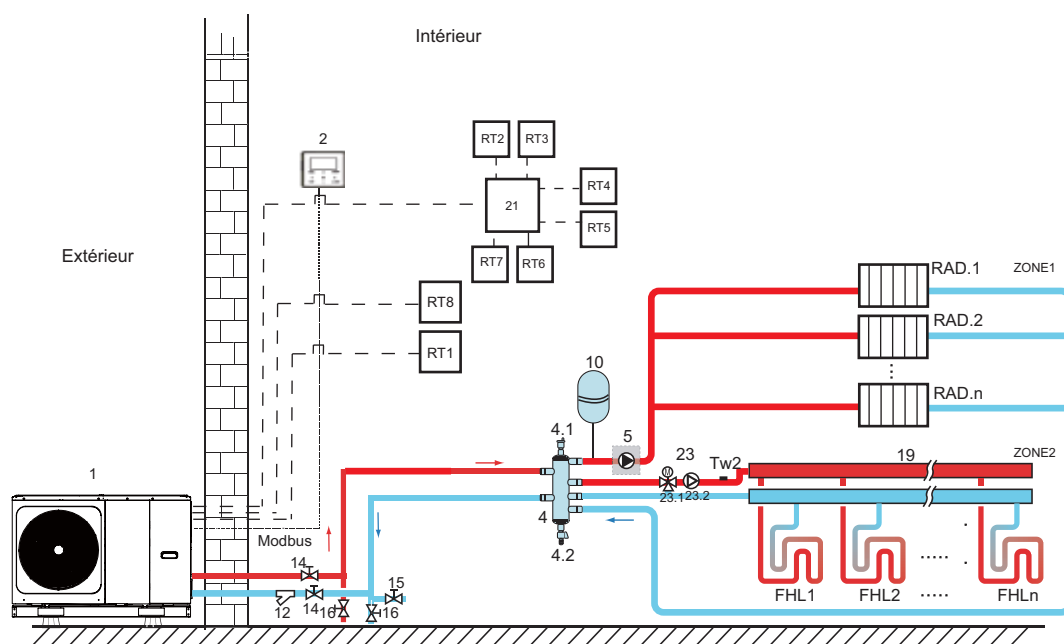 Intérieur
2
RT2
RT3
21
RT4
RT5
RT7
RT6
Extérieur
RT8
RT1
RAD.1
ZONE1
RAD.2
RAD.n
10
4.1
5
23
Tw2
19
ZONE2
23.1
23.2
4
4.2
1
Modbus
14
15
12
14
16
16
FHL1
FHL2
FHLn
M